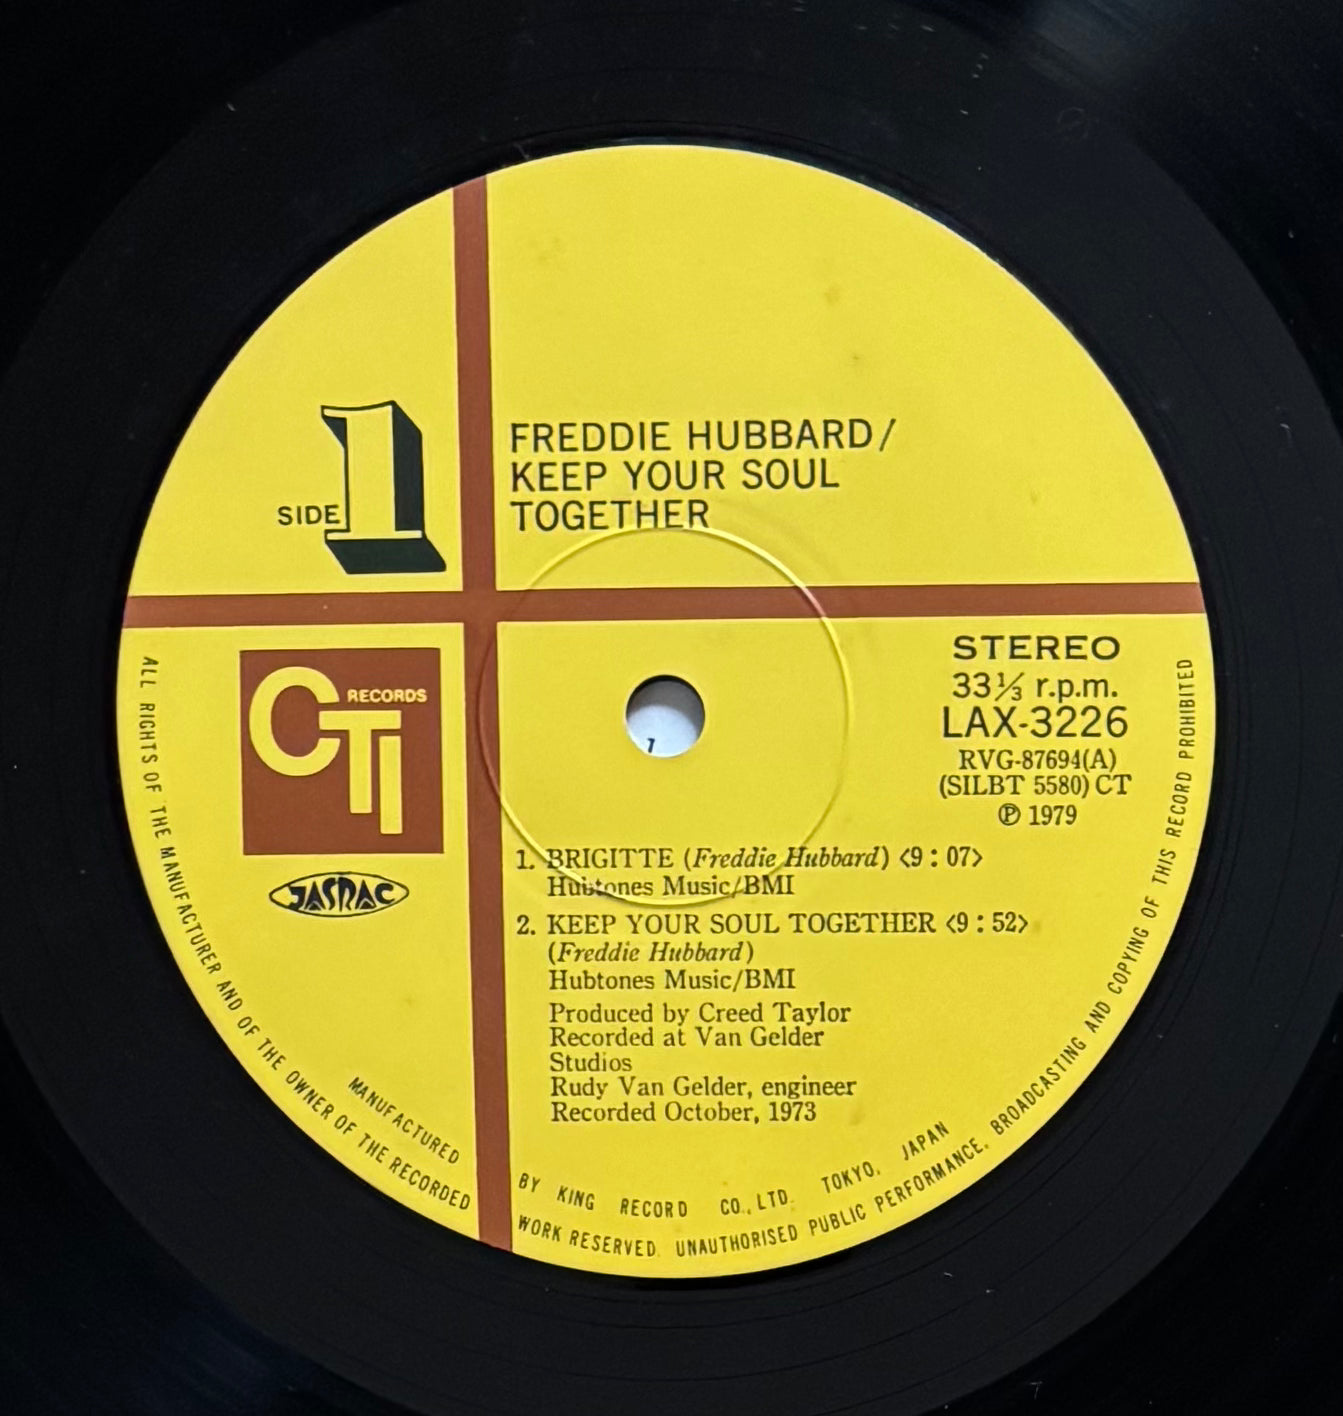 SIDE 1
FREDDIE HUBBARD/
KEEP YOUR SOUL
TOGETHER
CTI RECORDS
JASRAC
STEREO
33⅓ r.p.m.
LAX-3226
RVG-87694(A)
(SILBT 5580) CT
℗ 1979
1. BRIGITTE (Freddie Hubbard) <9:07>
Hubtones Music/BMI
2. KEEP YOUR SOUL TOGETHER <9:52>
(Freddie Hubbard)
Hubtones Music/BMI
Produced by Creed Taylor
Recorded at Van Gelder
Studios
Rudy Van Gelder, engineer
Recorded October, 1973
MANUFACTURED BY KING RECORD CO., LTD. TOKYO, JAPAN
ALL RIGHTS OF THE MANUFACTURER AND OF THE OWNER OF THE RECORDED WORK RESERVED. UNAUTHORISED PUBLIC PERFORMANCE, BROADCASTING AND COPYING OF THIS RECORD PROHIBITED